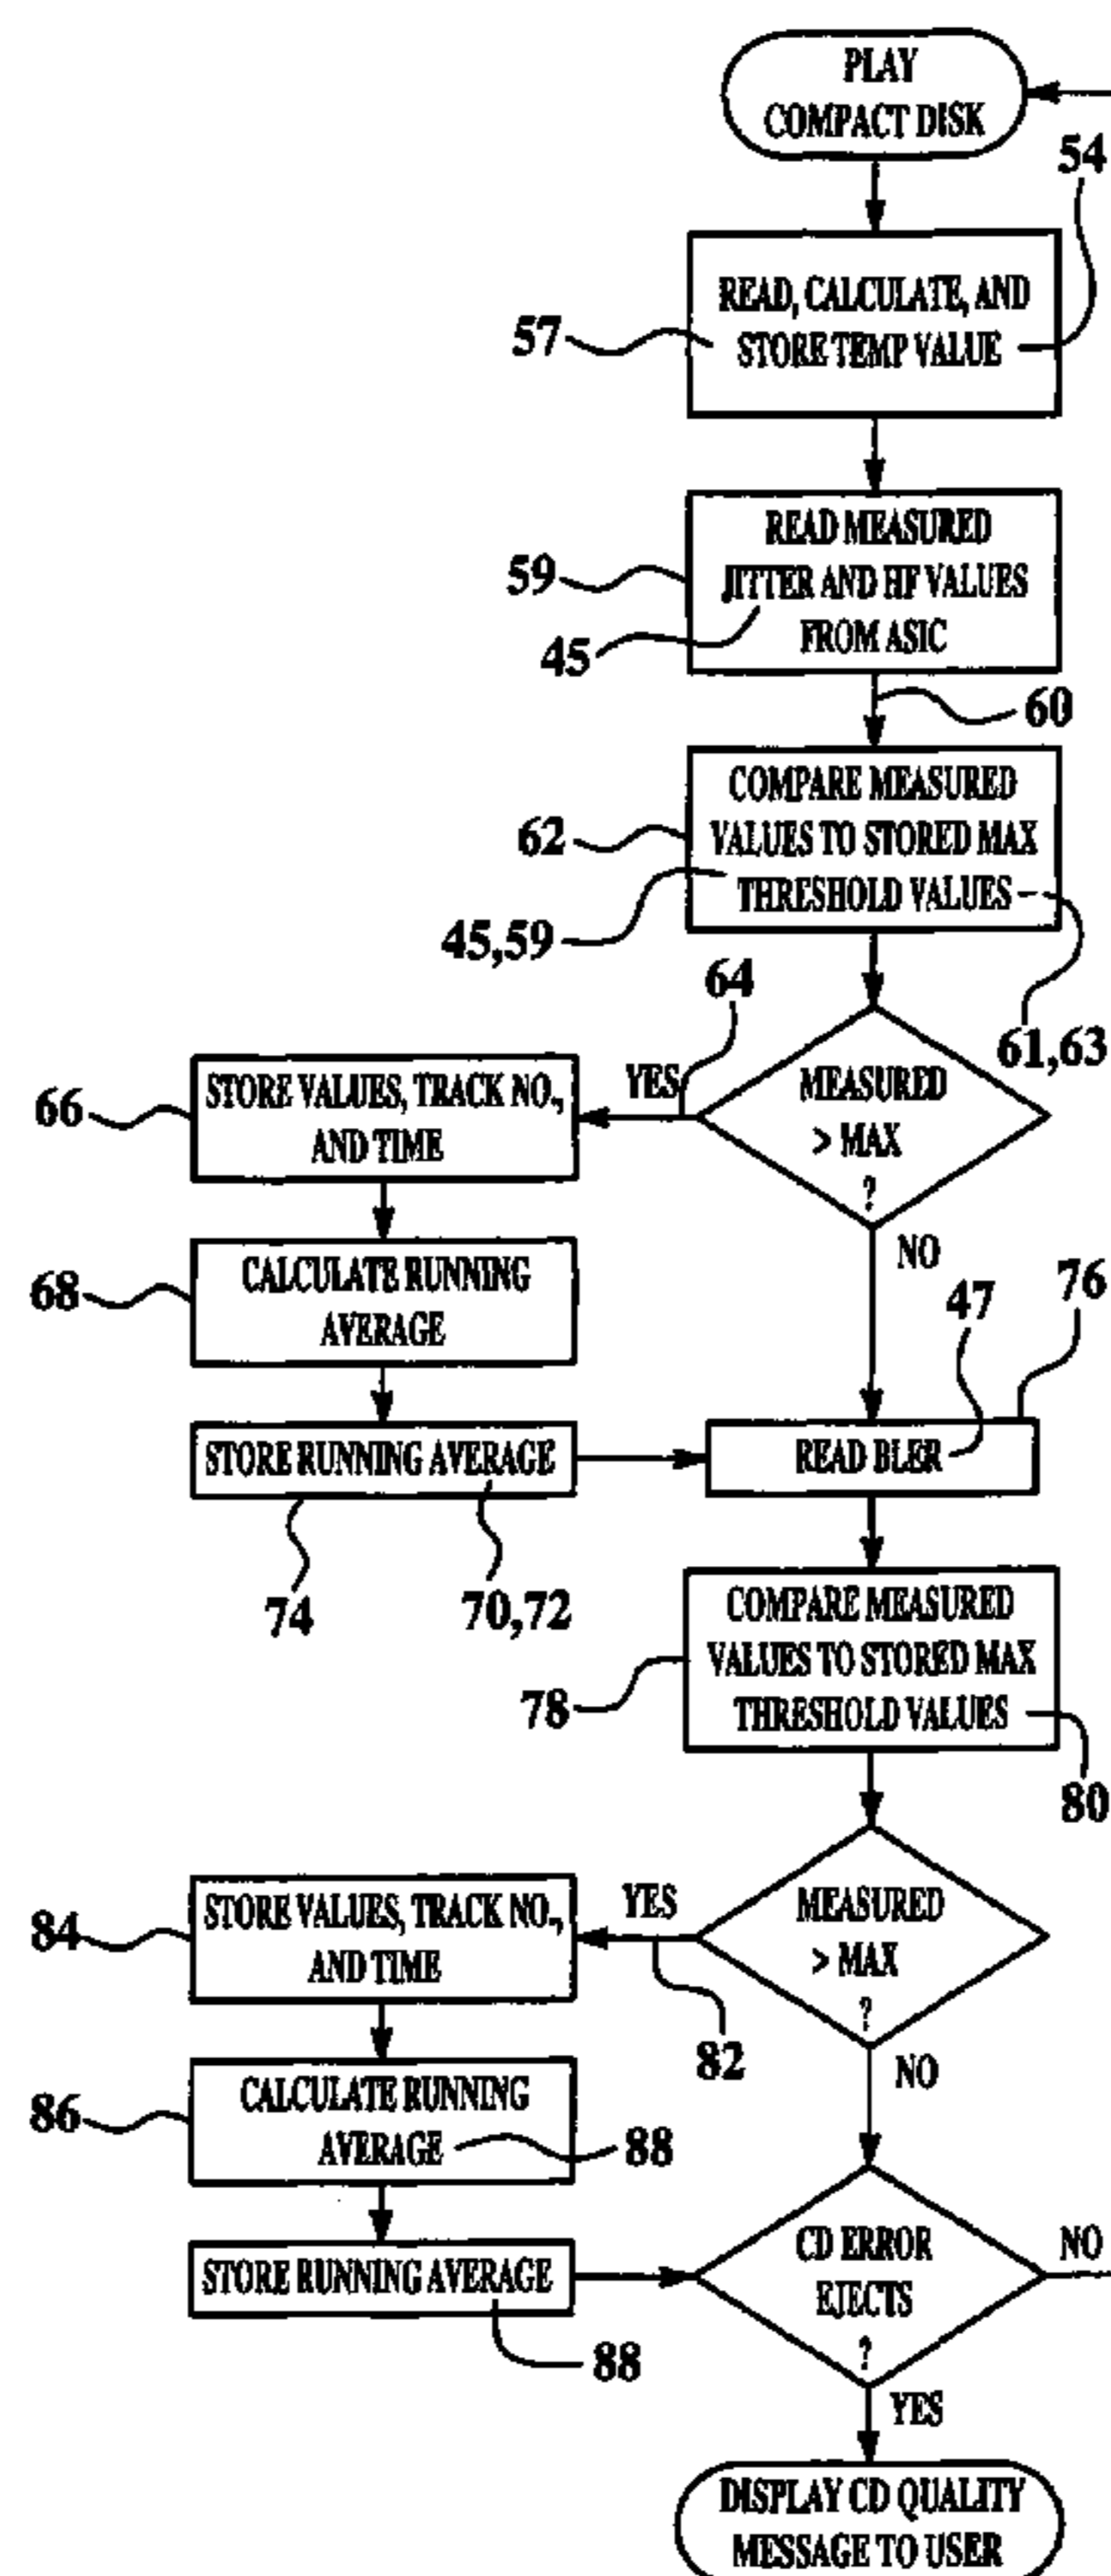 PLAY
COMPACT DISK
54
READ, CALCULATE, AND
STORE TEMP VALUE
57
READ MEASURED
JITTER AND HF VALUES
FROM ASIC
59
45
60
COMPARE MEASURED
VALUES TO STORED MAX
THRESHOLD VALUES
62
45,59
61,63
64
YES
MEASURED
> MAX
?
NO
66
STORE VALUES, TRACK NO.,
AND TIME
68
CALCULATE RUNNING
AVERAGE
STORE RUNNING AVERAGE
74
70,72
47
76
READ BLER
COMPARE MEASURED
VALUES TO STORED MAX
THRESHOLD VALUES
78
80
YES
MEASURED
> MAX
?
82
NO
84
STORE VALUES, TRACK NO.,
AND TIME
86
CALCULATE RUNNING
AVERAGE
88
STORE RUNNING AVERAGE
88
CD ERROR
EJECTS
?
NO
YES
DISPLAY CD QUALITY
MESSAGE TO USER